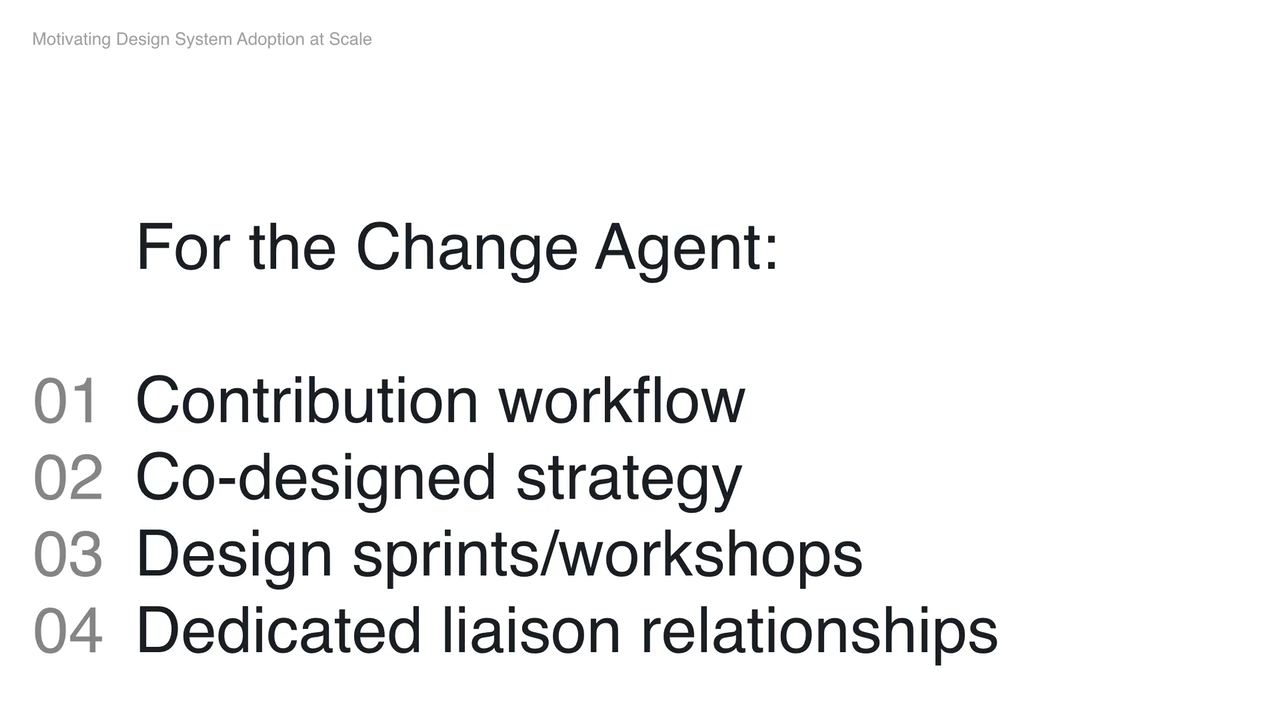 Motivating Design System Adoption at Scale
For the Change Agent:
01 Contribution workflow
02 Co-designed strategy
03 Design sprints/workshops
04 Dedicated liaison relationships